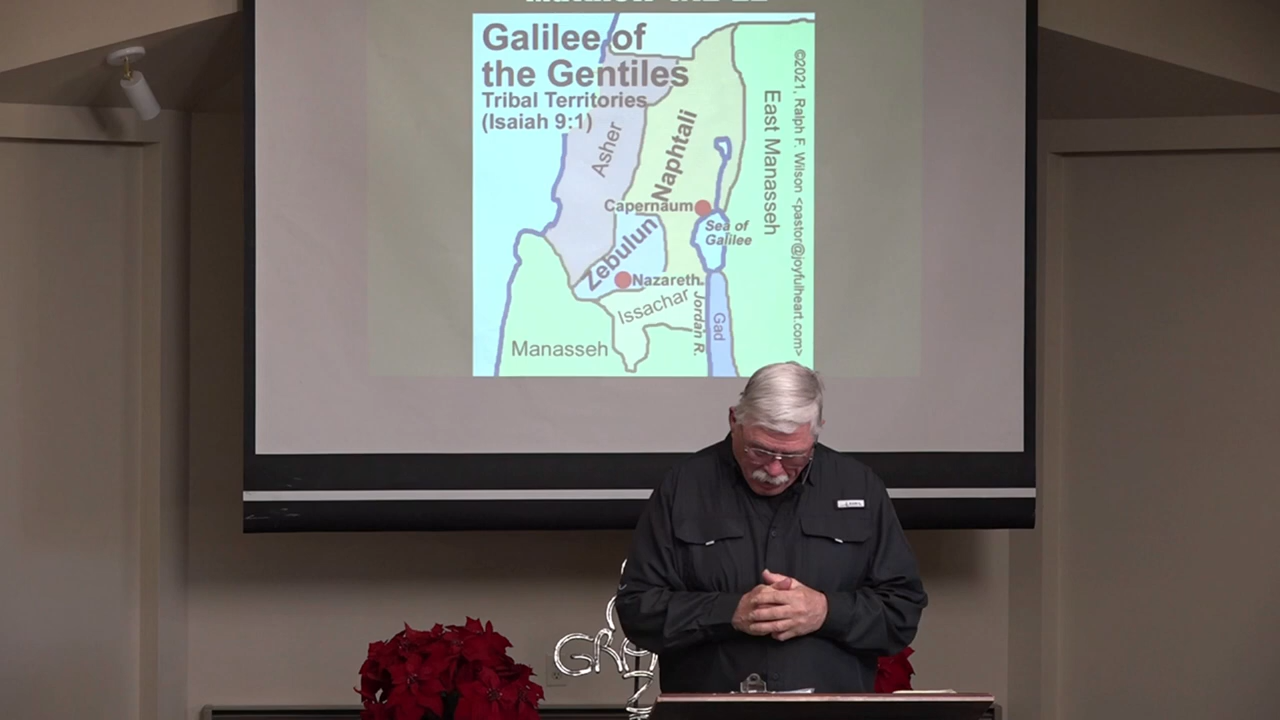 Galilee of
the Gentiles
Tribal Territories
(Isaiah 9:1)
Asher
Naphtali
East Manasseh
©2021, Ralph F. Wilson <pastor@joyfulheart.com>
Capernaum
Sea of
Galilee
Zebulun
Nazareth
Issachar
Jordan R.
Gad
Manasseh